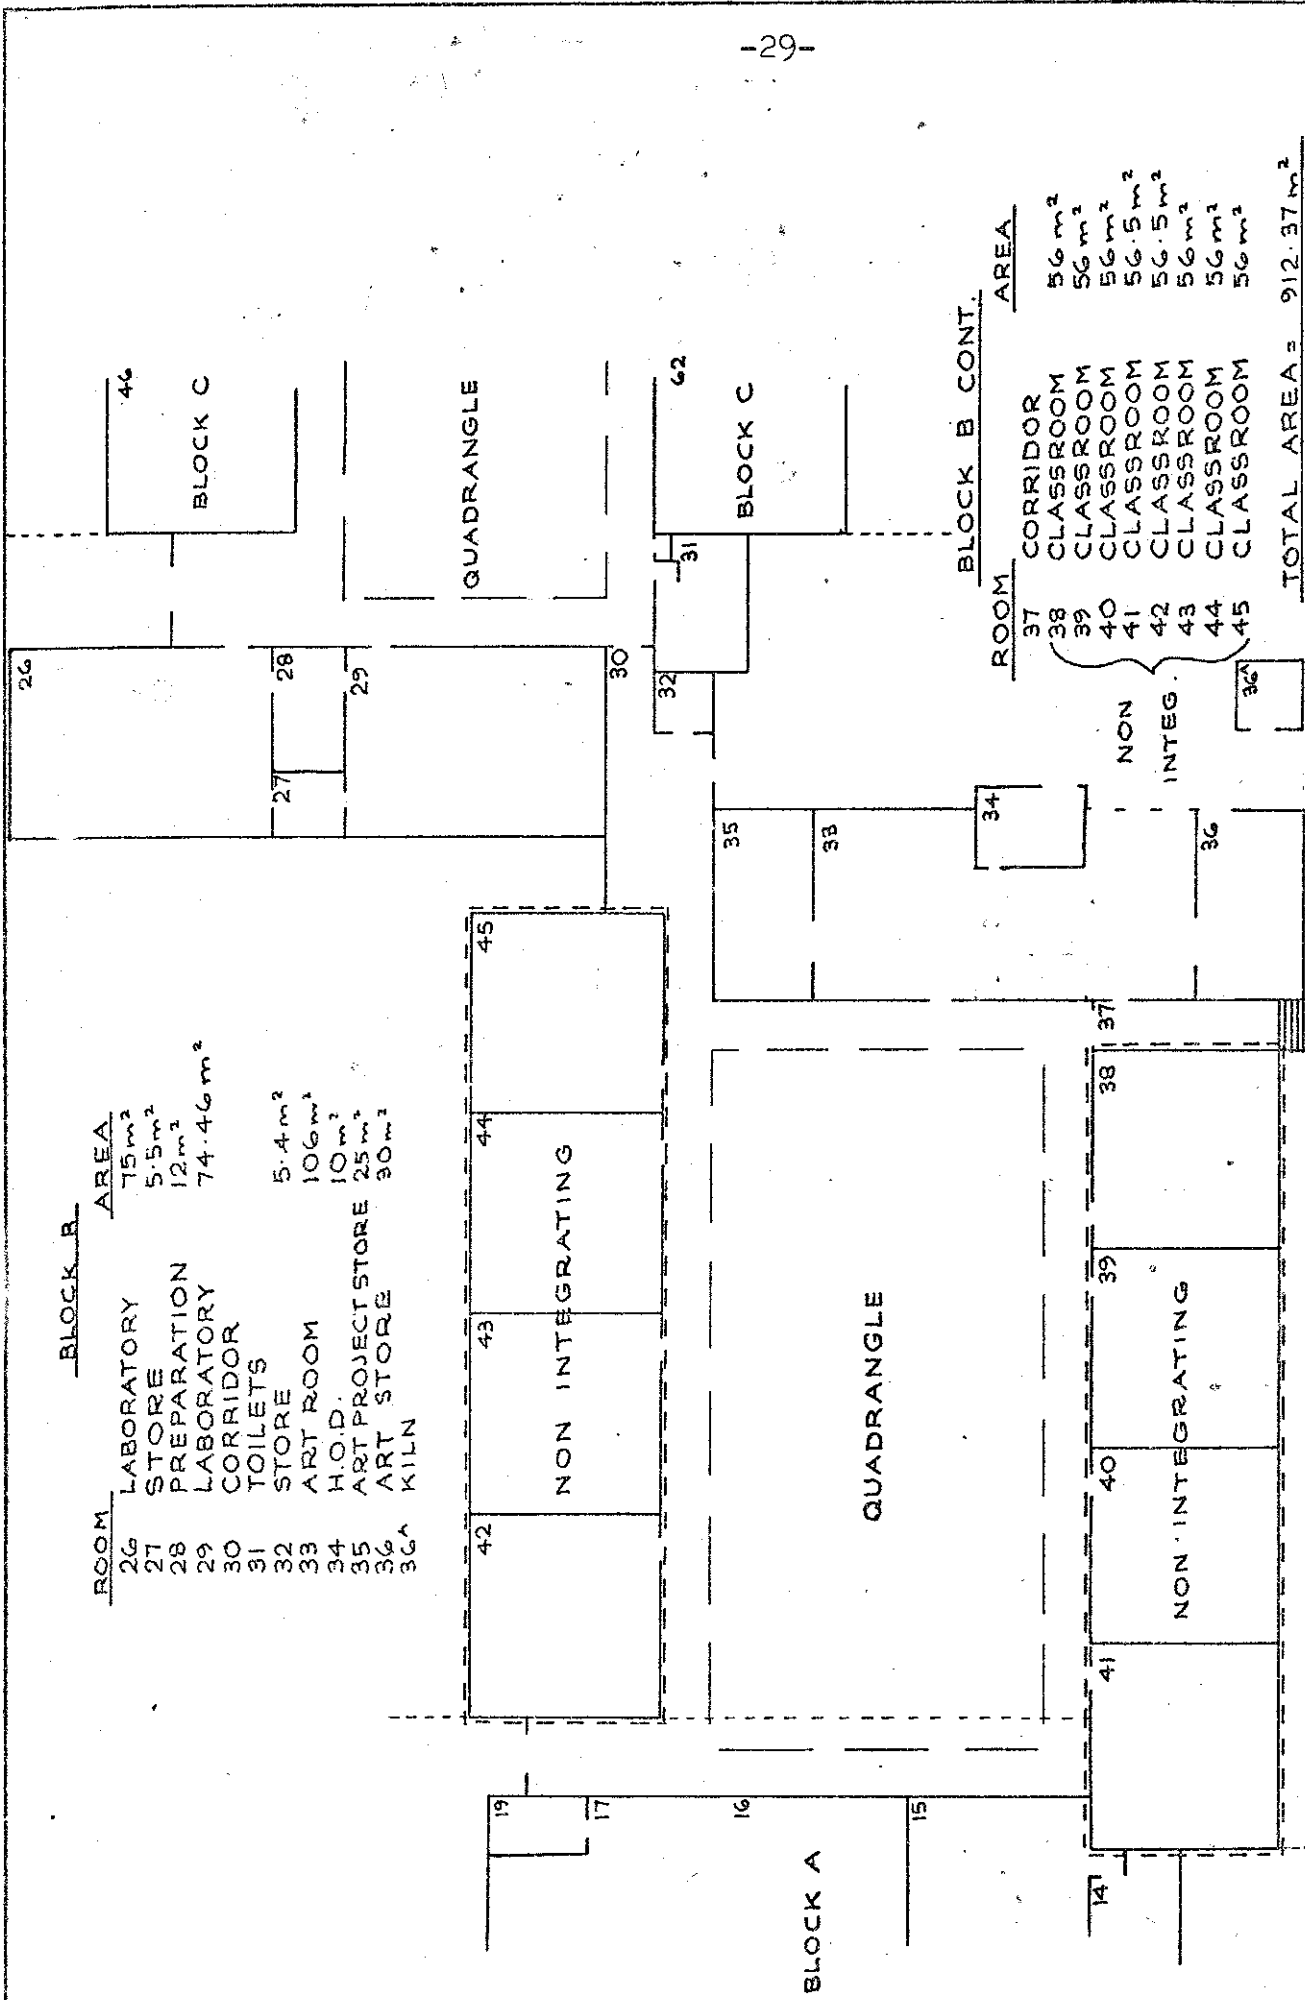 -29-
BLOCK B
ROOM AREA
26 LABORATORY 75m²
27 STORE 5.5m²
28 PREPARATION 12m²
29 LABORATORY 74.46m²
30 CORRIDOR
31 TOILETS
32 STORE 5.4m²
33 ART ROOM 106m²
34 H.O.D. 10m²
35 ART PROJECT STORE 25m²
36 ART STORE 30m²
36A KILN
26
27
28
29
30
46
BLOCK C
QUADRANGLE
62
BLOCK C
31
32
42
43
44
45
NON INTEGRATING
35
33
34
36
36A
37
19
17
16
15
14
BLOCK A
QUADRANGLE
41
40
39
38
NON INTEGRATING
BLOCK B CONT.
ROOM AREA
37 CORRIDOR
38 CLASSROOM 56m²
39 CLASSROOM 56m²
40 CLASSROOM 56m²
41 CLASSROOM 56.5m²
42 CLASSROOM 56.5m²
43 CLASSROOM 56m²
44 CLASSROOM 56m²
45 CLASSROOM 56m²
NON
INTEG.
TOTAL AREA = 912.37m²